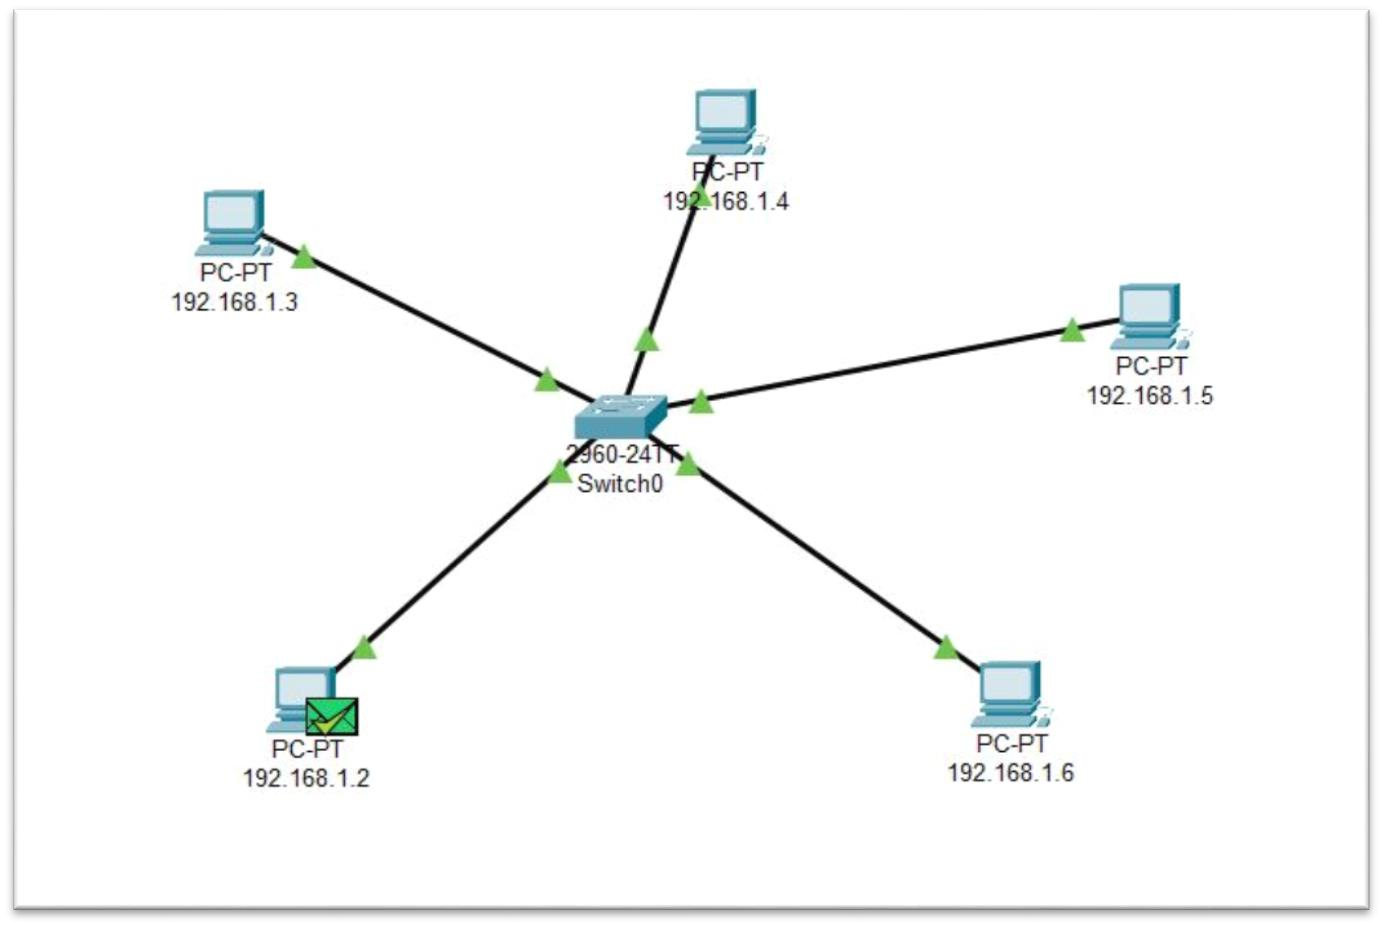 PC-PT
192.168.1.4
PC-PT
192.168.1.3
PC-PT
192.168.1.5
2960-24TT
Switch0
PC-PT
192.168.1.2
PC-PT
192.168.1.6